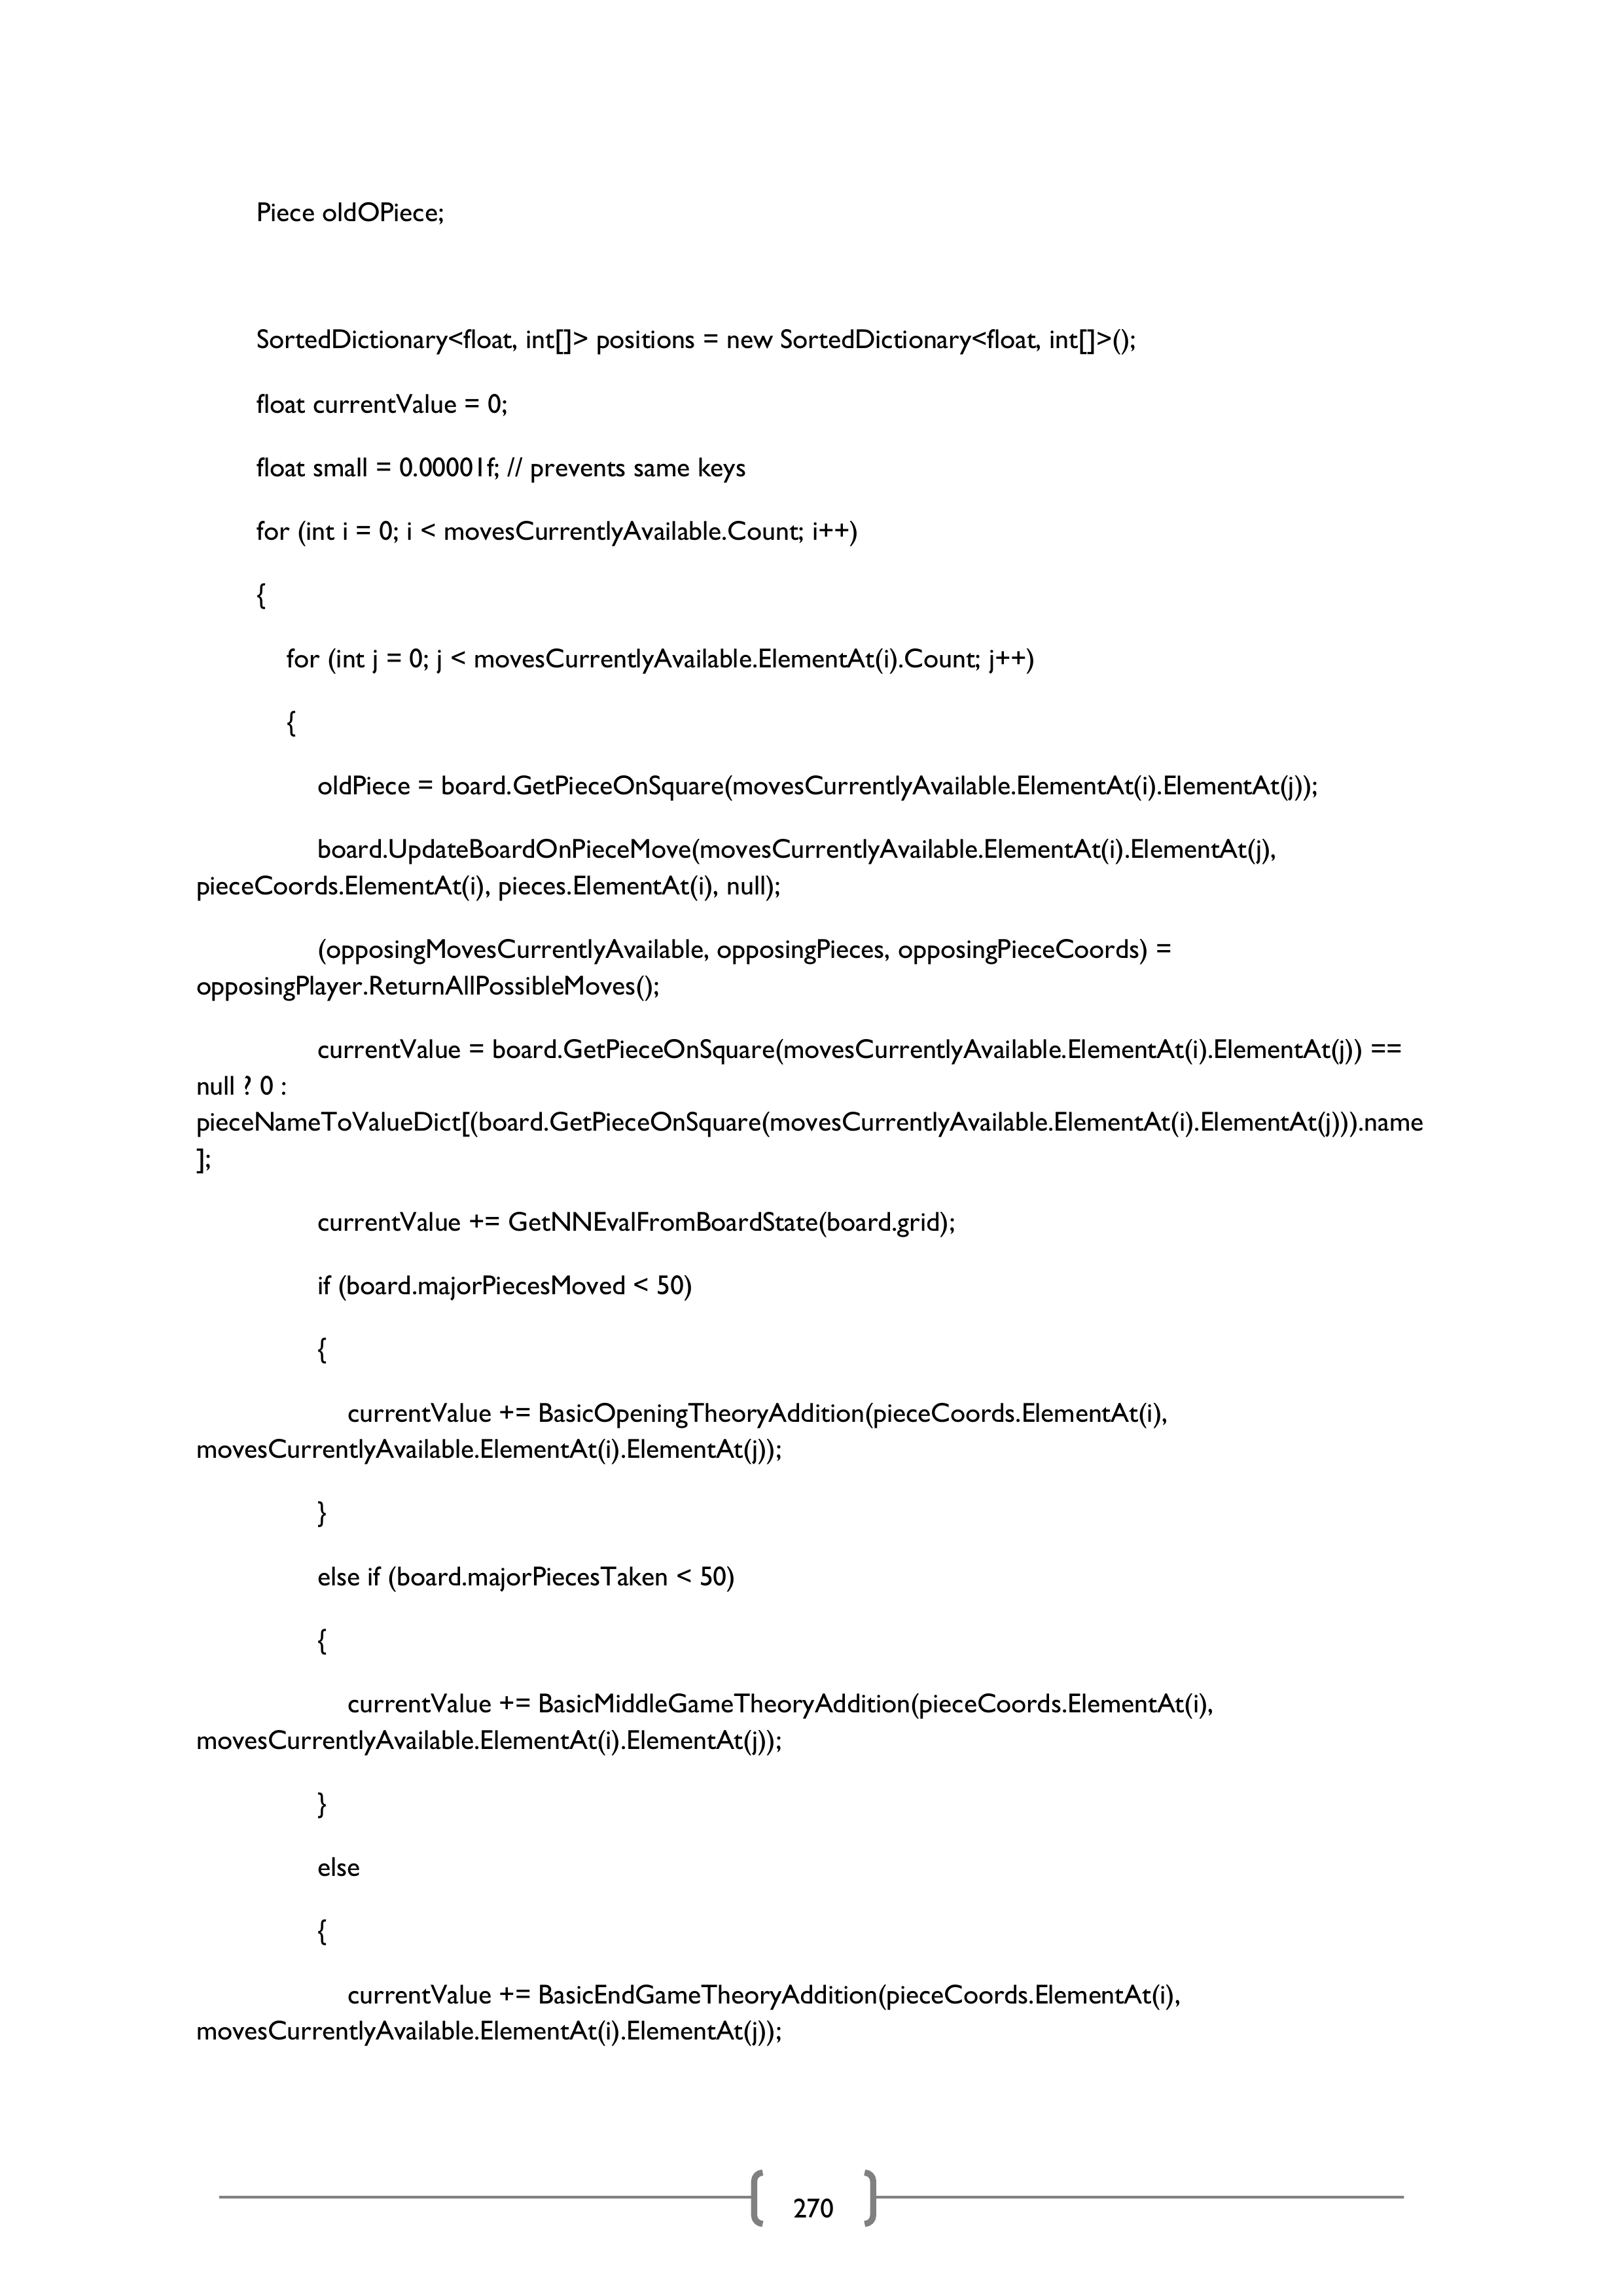 Piece oldOPiece;
SortedDictionary<float, int[]> positions = new SortedDictionary<float, int[]>();
float currentValue = 0;
float small = 0.00001f; // prevents same keys
for (int i = 0; i < movesCurrentlyAvailable.Count; i++)
{
for (int j = 0; j < movesCurrentlyAvailable.ElementAt(i).Count; j++)
{
oldPiece = board.GetPieceOnSquare(movesCurrentlyAvailable.ElementAt(i).ElementAt(j));
board.UpdateBoardOnPieceMove(movesCurrentlyAvailable.ElementAt(i).ElementAt(j),
pieceCoords.ElementAt(i), pieces.ElementAt(i), null);
(opposingMovesCurrentlyAvailable, opposingPieces, opposingPieceCoords) =
opposingPlayer.ReturnAllPossibleMoves();
currentValue = board.GetPieceOnSquare(movesCurrentlyAvailable.ElementAt(i).ElementAt(j)) ==
null ? 0 :
pieceNameToValueDict[(board.GetPieceOnSquare(movesCurrentlyAvailable.ElementAt(i).ElementAt(j))).name
];
currentValue += GetNNEvalFromBoardState(board.grid);
if (board.majorPiecesMoved < 50)
{
currentValue += BasicOpeningTheoryAddition(pieceCoords.ElementAt(i),
movesCurrentlyAvailable.ElementAt(i).ElementAt(j));
}
else if (board.majorPiecesTaken < 50)
{
currentValue += BasicMiddleGameTheoryAddition(pieceCoords.ElementAt(i),
movesCurrentlyAvailable.ElementAt(i).ElementAt(j));
}
else
{
currentValue += BasicEndGameTheoryAddition(pieceCoords.ElementAt(i),
movesCurrentlyAvailable.ElementAt(i).ElementAt(j));
270